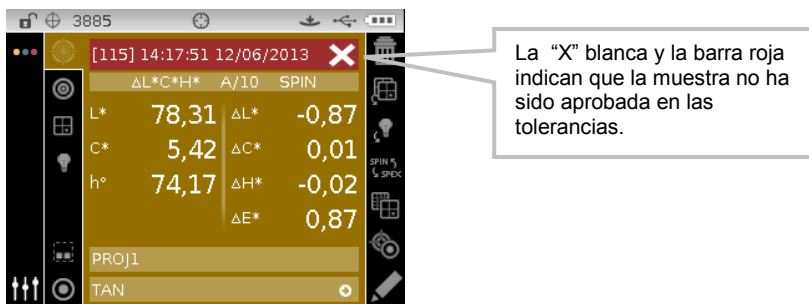 3885
[115] 14:17:51 12/06/2013
ΔL*C*H* A/10 SPIN
L* 78,31 ΔL* -0,87
C* 5,42 ΔC* 0,01
h° 74,17 ΔH* -0,02
ΔE* 0,87
PROJ1
TAN
SPIN
SPEX
La “X” blanca y la barra roja
indican que la muestra no ha
sido aprobada en las
tolerancias.